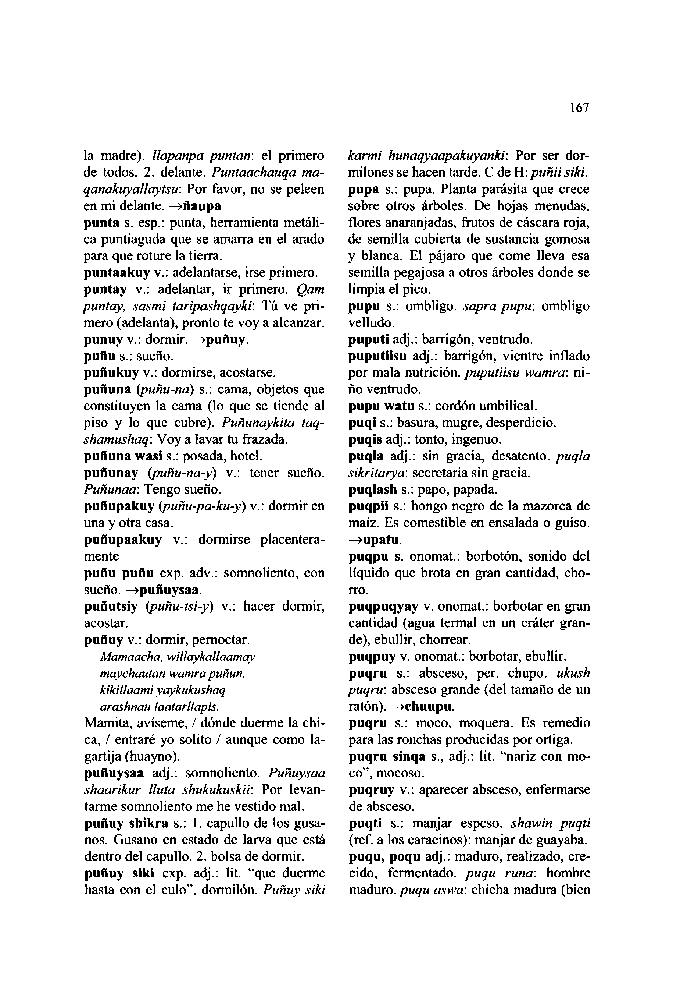 167
la madre). llapanpa puntan: el primero
de todos. 2. delante. Puntaachauqa ma-
qanakuyallaytsu: Por favor, no se peleen
en mi delante. →ñaupa
punta s. esp.: punta, herramienta metáli-
ca puntiaguda que se amarra en el arado
para que roture la tierra.
puntaakuy v.: adelantarse, irse primero.
puntay v.: adelantar, ir primero. Qam
puntay, sasmi taripashqayki: Tú ve pri-
mero (adelanta), pronto te voy a alcanzar.
punuy v.: dormir. →puñuy.
puñu s.: sueño.
puñukuy v.: dormirse, acostarse.
puñuna (puñu-na) s.: cama, objetos que
constituyen la cama (lo que se tiende al
piso y lo que cubre). Puñunaykita taq-
shamushaq: Voy a lavar tu frazada.
puñuna wasi s.: posada, hotel.
puñunay (puñu-na-y) v.: tener sueño.
Puñunaa: Tengo sueño.
puñupakuy (puñu-pa-ku-y) v.: dormir en
una y otra casa.
puñupaakuy v.: dormirse placentera-
mente
puñu puñu exp. adv.: somnoliento, con
sueño. →puñuysaa.
puñutsiy (puñu-tsi-y) v.: hacer dormir,
acostar.
puñuy v.: dormir, pernoctar.
Mamaacha, willaykallaamay
maychautan wamra puñun,
kikillaami yaykukushaq
arashnau laatarllapis.
Mamita, avíseme, / dónde duerme la chi-
ca, / entraré yo solito / aunque como la-
gartija (huayno).
puñuysaa adj.: somnoliento. Puñuysaa
shaarikur lluta shukukuskii: Por levan-
tarme somnoliento me he vestido mal.
puñuy shikra s.: 1. capullo de los gusa-
nos. Gusano en estado de larva que está
dentro del capullo. 2. bolsa de dormir.
puñuy siki exp. adj.: lit. “que duerme
hasta con el culo”, dormilón. Puñuy siki
karmi hunaqyaapakuyanki: Por ser dor-
milones se hacen tarde. C de H: puñii siki.
pupa s.: pupa. Planta parásita que crece
sobre otros árboles. De hojas menudas,
flores anaranjadas, frutos de cáscara roja,
de semilla cubierta de sustancia gomosa
y blanca. El pájaro que come lleva esa
semilla pegajosa a otros árboles donde se
limpia el pico.
pupu s.: ombligo. sapra pupu: ombligo
velludo.
puputi adj.: barrigón, ventrudo.
puputiisu adj.: barrigón, vientre inflado
por mala nutrición. puputiisu wamra: ni-
ño ventrudo.
pupu watu s.: cordón umbilical.
puqi s.: basura, mugre, desperdicio.
puqis adj.: tonto, ingenuo.
puqla adj.: sin gracia, desatento. puqla
sikritarya: secretaria sin gracia.
puqlash s.: papo, papada.
puqpii s.: hongo negro de la mazorca de
maíz. Es comestible en ensalada o guiso.
→upatu.
puqpu s. onomat.: borbotón, sonido del
líquido que brota en gran cantidad, cho-
rro.
puqpuqyay v. onomat.: borbotar en gran
cantidad (agua termal en un cráter gran-
de), ebullir, chorrear.
puqpuy v. onomat.: borbotar, ebullir.
puqru s.: absceso, per. chupo. ukush
puqru: absceso grande (del tamaño de un
ratón). →chuupu.
puqru s.: moco, moquera. Es remedio
para las ronchas producidas por ortiga.
puqru sinqa s., adj.: lit. “nariz con mo-
co”, mocoso.
puqruy v.: aparecer absceso, enfermarse
de absceso.
puqti s.: manjar espeso. shawin puqti
(ref. a los caracinos): manjar de guayaba.
puqu, poqu adj.: maduro, realizado, cre-
cido, fermentado. puqu runa: hombre
maduro. puqu aswa: chicha madura (bien